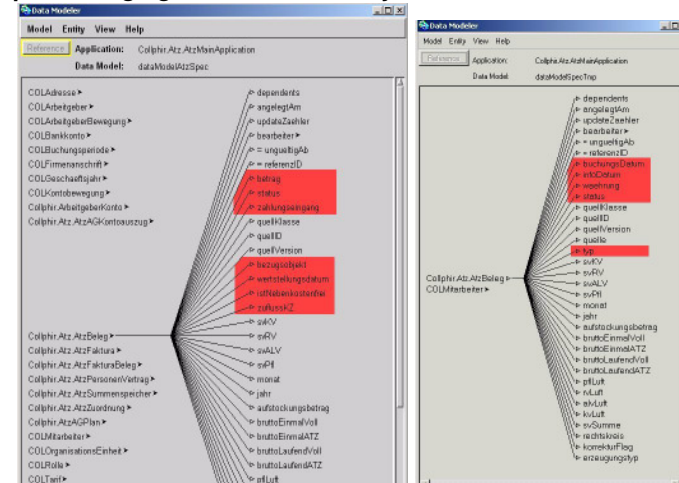 Data Modeler
Model Entity View Help
Reference Application: Collphir.Atz.AtzMainApplication
Data Model: dataModelAtzSpec
COLAdresse
COLArbeitgeber
COLArbeitgeberBewegung
COLBankkonto
COLBuchungsperiode
COLFirmenanschrift
COLGeschaeftsjahr
COLKontobewegung
Collphir.ArbeitgeberKonto
Collphir.Atz.AtzAGKontoauszug
Collphir.Atz.AtzBeleg
Collphir.Atz.AtzFaktura
Collphir.Atz.AtzFakturaBeleg
Collphir.Atz.AtzPersonenVertrag
Collphir.Atz.AtzSummenspeicher
Collphir.Atz.AtzZuordnung
Collphir.AtzAGPlan
COLMitarbeiter
COLOrganisationsEinheit
COLRolle
COLTarif
dependents
angelegtAm
updateZaehler
bearbeiter
= ungueltigAb
= referenzID
betrag
status
zahlungseingang
quellKlasse
quellID
quellVersion
bezugsobjekt
wertstellungsdatum
istNebenkostenfrei
zuflussKZ
svKV
svRV
svALV
svPfl
monat
jahr
aufstockungsbetrag
bruttoEinmalVoll
bruttoEinmalATZ
bruttoLaufendVoll
bruttoLaufendATZ
pflLuft
Data Modeler
Model Entity View Help
Reference Application: Collphir.Atz.AtzMainApplication
Data Model: dataModelSpecTmp
Collphir.Atz.AtzBeleg
COLMitarbeiter
dependents
angelegtAm
updateZaehler
bearbeiter
= ungueltigAb
= referenzID
buchungsDatum
infoDatum
waehrung
status
quellKlasse
quellID
quellVersion
quelle
typ
svKV
svRV
svALV
svPfl
monat
jahr
aufstockungsbetrag
bruttoEinmalVoll
bruttoEinmalATZ
bruttoLaufendVoll
bruttoLaufendATZ
pflLuft
rvLuft
alvLuft
kvLuft
svSumme
rechtskreis
korrekturFlag
erzeugungstyp